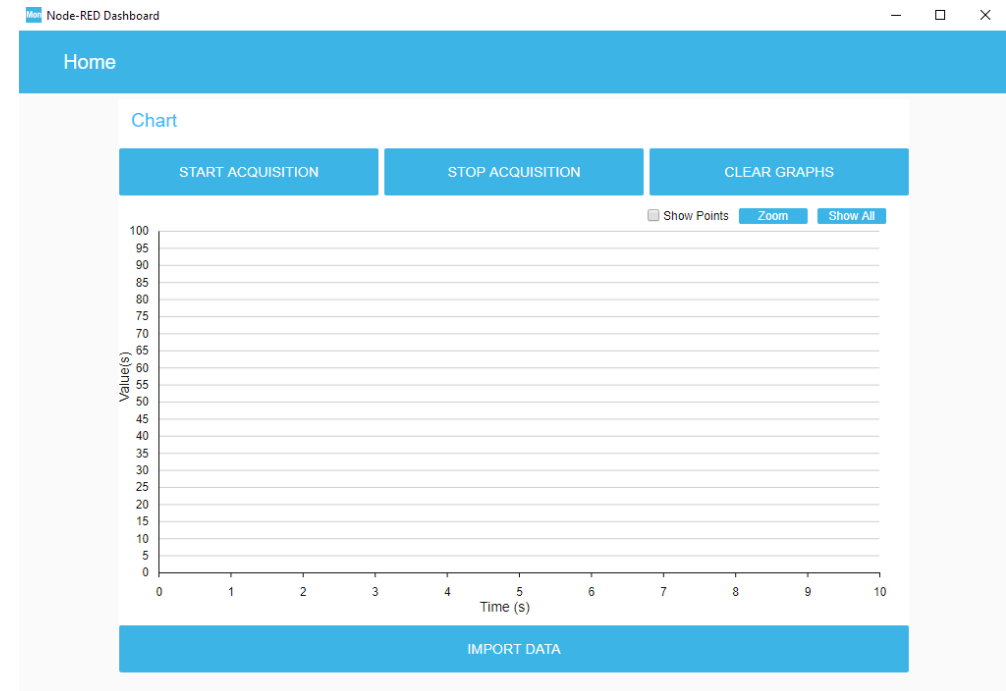 Mon Node-RED Dashboard
Home
Chart
START ACQUISITION STOP ACQUISITION CLEAR GRAPHS
Show Points Zoom Show All
100
95
90
85
80
75
70
65
60
55
50
45
40
35
30
25
20
15
10
5
0
Value(s)
0 1 2 3 4 5 6 7 8 9 10
Time (s)
IMPORT DATA